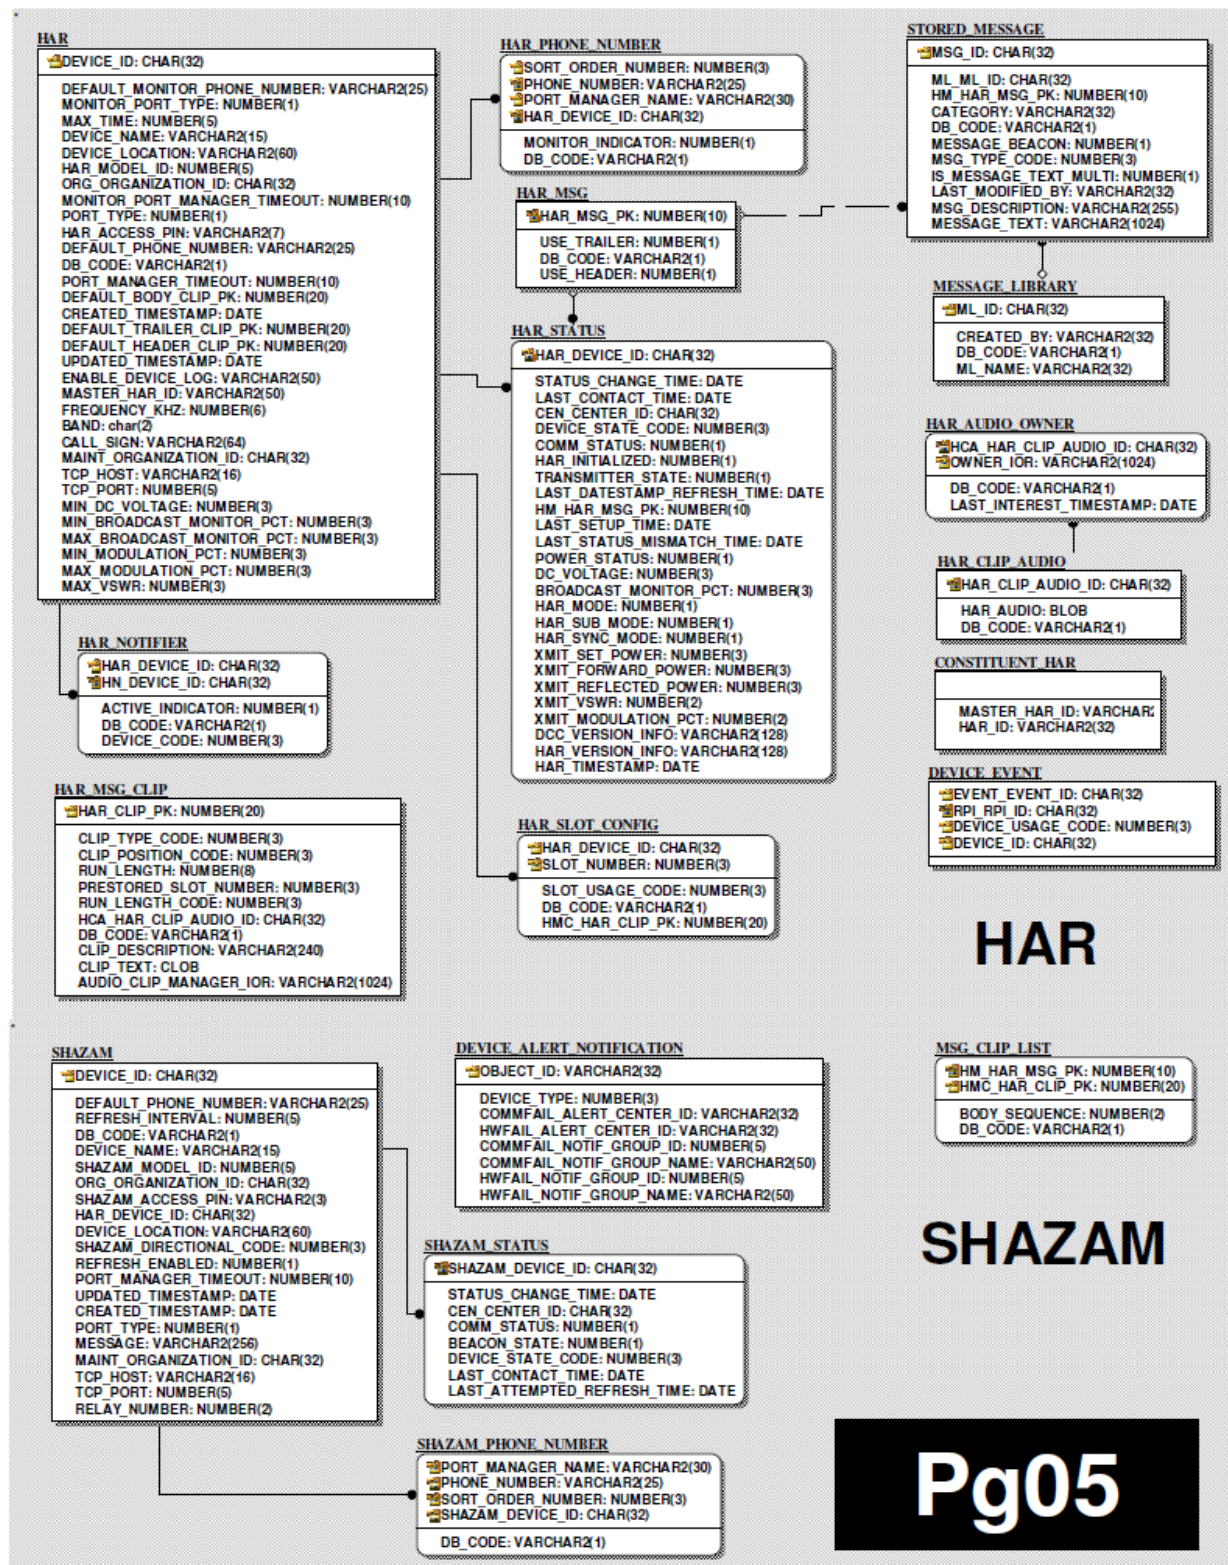 HAR
DEVICE_ID: CHAR(32)
DEFAULT_MONITOR_PHONE_NUMBER: VARCHAR2(25)
MONITOR_PORT_TYPE: NUMBER(1)
MAX_TIME: NUMBER(5)
DEVICE_NAME: VARCHAR2(15)
DEVICE_LOCATION: VARCHAR2(60)
HAR_MODEL_ID: NUMBER(5)
ORG_ORGANIZATION_ID: CHAR(32)
MONITOR_PORT_MANAGER_TIMEOUT: NUMBER(10)
PORT_TYPE: NUMBER(1)
HAR_ACCESS_PIN: VARCHAR2(7)
DEFAULT_PHONE_NUMBER: VARCHAR2(25)
DB_CODE: VARCHAR2(1)
PORT_MANAGER_TIMEOUT: NUMBER(10)
DEFAULT_BODY_CLIP_PK: NUMBER(20)
CREATED_TIMESTAMP: DATE
DEFAULT_TRAILER_CLIP_PK: NUMBER(20)
DEFAULT_HEADER_CLIP_PK: NUMBER(20)
UPDATED_TIMESTAMP: DATE
ENABLE_DEVICE_LOG: VARCHAR2(50)
MASTER_HAR_ID: VARCHAR2(50)
FREQUENCY_KHZ: NUMBER(6)
BAND: char(2)
CALL_SIGN: VARCHAR2(64)
MAINT_ORGANIZATION_ID: CHAR(32)
TCP_HOST: VARCHAR2(16)
TCP_PORT: NUMBER(5)
MIN_DC_VOLTAGE: NUMBER(3)
MIN_BROADCAST_MONITOR_PCT: NUMBER(3)
MAX_BROADCAST_MONITOR_PCT: NUMBER(3)
MIN_MODULATION_PCT: NUMBER(3)
MAX_MODULATION_PCT: NUMBER(3)
MAX_VSWR: NUMBER(3)
HAR_PHONE_NUMBER
SORT_ORDER_NUMBER: NUMBER(3)
PHONE_NUMBER: VARCHAR2(25)
PORT_MANAGER_NAME: VARCHAR2(30)
HAR_DEVICE_ID: CHAR(32)
MONITOR_INDICATOR: NUMBER(1)
DB_CODE: VARCHAR2(1)
HAR_MSG
HAR_MSG_PK: NUMBER(10)
USE_TRAILER: NUMBER(1)
DB_CODE: VARCHAR2(1)
USE_HEADER: NUMBER(1)
STORED_MESSAGE
MSG_ID: CHAR(32)
ML_ML_ID: CHAR(32)
HM_HAR_MSG_PK: NUMBER(10)
CATEGORY: VARCHAR2(32)
DB_CODE: VARCHAR2(1)
MESSAGE_BEACON: NUMBER(1)
MSG_TYPE_CODE: NUMBER(3)
IS_MESSAGE_TEXT_MULTI: NUMBER(1)
LAST_MODIFIED_BY: VARCHAR2(32)
MSG_DESCRIPTION: VARCHAR2(255)
MESSAGE_TEXT: VARCHAR2(1024)
MESSAGE_LIBRARY
ML_ID: CHAR(32)
CREATED_BY: VARCHAR2(32)
DB_CODE: VARCHAR2(1)
ML_NAME: VARCHAR2(32)
HAR_STATUS
HAR_DEVICE_ID: CHAR(32)
STATUS_CHANGE_TIME: DATE
LAST_CONTACT_TIME: DATE
CEN_CENTER_ID: CHAR(32)
DEVICE_STATE_CODE: NUMBER(3)
COMM_STATUS: NUMBER(1)
HAR_INITIALIZED: NUMBER(1)
TRANSMITTER_STATE: NUMBER(1)
LAST_DATESTAMP_REFRESH_TIME: DATE
HM_HAR_MSG_PK: NUMBER(10)
LAST_SETUP_TIME: DATE
LAST_STATUS_MISMATCH_TIME: DATE
POWER_STATUS: NUMBER(1)
DC_VOLTAGE: NUMBER(3)
BROADCAST_MONITOR_PCT: NUMBER(3)
HAR_MODE: NUMBER(1)
HAR_SUB_MODE: NUMBER(1)
HAR_SYNC_MODE: NUMBER(1)
XMIT_SET_POWER: NUMBER(3)
XMIT_FORWARD_POWER: NUMBER(3)
XMIT_REFLECTED_POWER: NUMBER(3)
XMIT_VSWR: NUMBER(2)
XMIT_MODULATION_PCT: NUMBER(2)
DCC_VERSION_INFO: VARCHAR2(128)
HAR_VERSION_INFO: VARCHAR2(128)
HAR_TIMESTAMP: DATE
HAR_AUDIO_OWNER
HCA_HAR_CLIP_AUDIO_ID: CHAR(32)
OWNER_IOR: VARCHAR2(1024)
DB_CODE: VARCHAR2(1)
LAST_INTEREST_TIMESTAMP: DATE
HAR_CLIP_AUDIO
HAR_CLIP_AUDIO_ID: CHAR(32)
HAR_AUDIO: BLOB
DB_CODE: VARCHAR2(1)
CONSTITUENT_HAR
MASTER_HAR_ID: VARCHAR2
HAR_ID: VARCHAR2(32)
DEVICE_EVENT
EVENT_EVENT_ID: CHAR(32)
RPI_RPI_ID: CHAR(32)
DEVICE_USAGE_CODE: NUMBER(3)
DEVICE_ID: CHAR(32)
HAR_NOTIFIER
HAR_DEVICE_ID: CHAR(32)
HN_DEVICE_ID: CHAR(32)
ACTIVE_INDICATOR: NUMBER(1)
DB_CODE: VARCHAR2(1)
DEVICE_CODE: NUMBER(3)
HAR_MSG_CLIP
HAR_CLIP_PK: NUMBER(20)
CLIP_TYPE_CODE: NUMBER(3)
CLIP_POSITION_CODE: NUMBER(3)
RUN_LENGTH: NUMBER(8)
PRESTORED_SLOT_NUMBER: NUMBER(3)
RUN_LENGTH_CODE: NUMBER(3)
HCA_HAR_CLIP_AUDIO_ID: CHAR(32)
DB_CODE: VARCHAR2(1)
CLIP_DESCRIPTION: VARCHAR2(240)
CLIP_TEXT: CLOB
AUDIO_CLIP_MANAGER_IOR: VARCHAR2(1024)
HAR_SLOT_CONFIG
HAR_DEVICE_ID: CHAR(32)
SLOT_NUMBER: NUMBER(3)
SLOT_USAGE_CODE: NUMBER(3)
DB_CODE: VARCHAR2(1)
HMC_HAR_CLIP_PK: NUMBER(20)
HAR
SHAZAM
DEVICE_ID: CHAR(32)
DEFAULT_PHONE_NUMBER: VARCHAR2(25)
REFRESH_INTERVAL: NUMBER(5)
DB_CODE: VARCHAR2(1)
DEVICE_NAME: VARCHAR2(15)
SHAZAM_MODEL_ID: NUMBER(5)
ORG_ORGANIZATION_ID: CHAR(32)
SHAZAM_ACCESS_PIN: VARCHAR2(3)
HAR_DEVICE_ID: CHAR(32)
DEVICE_LOCATION: VARCHAR2(60)
SHAZAM_DIRECTIONAL_CODE: NUMBER(3)
REFRESH_ENABLED: NUMBER(1)
PORT_MANAGER_TIMEOUT: NUMBER(10)
UPDATED_TIMESTAMP: DATE
CREATED_TIMESTAMP: DATE
PORT_TYPE: NUMBER(1)
MESSAGE: VARCHAR2(256)
MAINT_ORGANIZATION_ID: CHAR(32)
TCP_HOST: VARCHAR2(16)
TCP_PORT: NUMBER(5)
RELAY_NUMBER: NUMBER(2)
DEVICE_ALERT_NOTIFICATION
OBJECT_ID: VARCHAR2(32)
DEVICE_TYPE: NUMBER(3)
COMMFAIL_ALERT_CENTER_ID: VARCHAR2(32)
HWFAIL_ALERT_CENTER_ID: VARCHAR2(32)
COMMFAIL_NOTIF_GROUP_ID: NUMBER(5)
COMMFAIL_NOTIF_GROUP_NAME: VARCHAR2(50)
HWFAIL_NOTIF_GROUP_ID: NUMBER(5)
HWFAIL_NOTIF_GROUP_NAME: VARCHAR2(50)
MSG_CLIP_LIST
HM_HAR_MSG_PK: NUMBER(10)
HMC_HAR_CLIP_PK: NUMBER(20)
BODY_SEQUENCE: NUMBER(2)
DB_CODE: VARCHAR2(1)
SHAZAM
SHAZAM_STATUS
SHAZAM_DEVICE_ID: CHAR(32)
STATUS_CHANGE_TIME: DATE
CEN_CENTER_ID: CHAR(32)
COMM_STATUS: NUMBER(1)
BEACON_STATE: NUMBER(1)
DEVICE_STATE_CODE: NUMBER(3)
LAST_CONTACT_TIME: DATE
LAST_ATTEMPTED_REFRESH_TIME: DATE
SHAZAM_PHONE_NUMBER
PORT_MANAGER_NAME: VARCHAR2(30)
PHONE_NUMBER: VARCHAR2(25)
SORT_ORDER_NUMBER: NUMBER(3)
SHAZAM_DEVICE_ID: CHAR(32)
DB_CODE: VARCHAR2(1)
Pg05